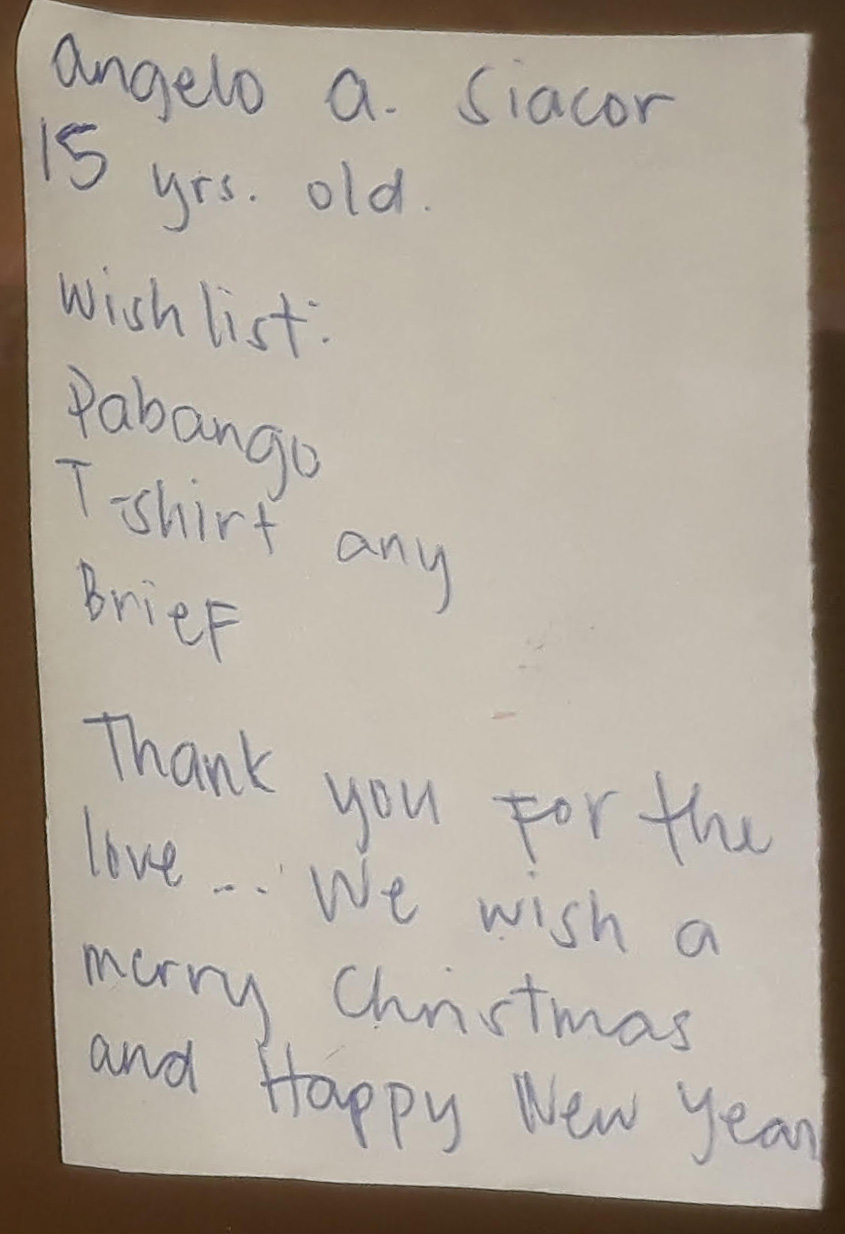 angelo a. Siacor
15 yrs. old.
wish list:
Pabango
T-shirt any
Brief
Thank you For the
love... We wish a
merry Christmas
and Happy New Year